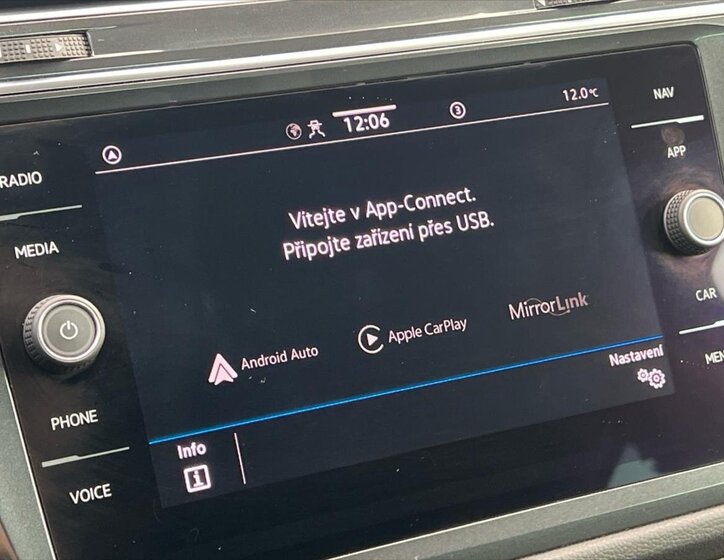 12:06
3
12.0°C
NAV
RADIO
APP
Vítejte v App-Connect.
Připojte zařízení přes USB.
MEDIA
CAR
MirrorLink
Apple CarPlay
Android Auto
Nastavení
PHONE
Info
i
VOICE